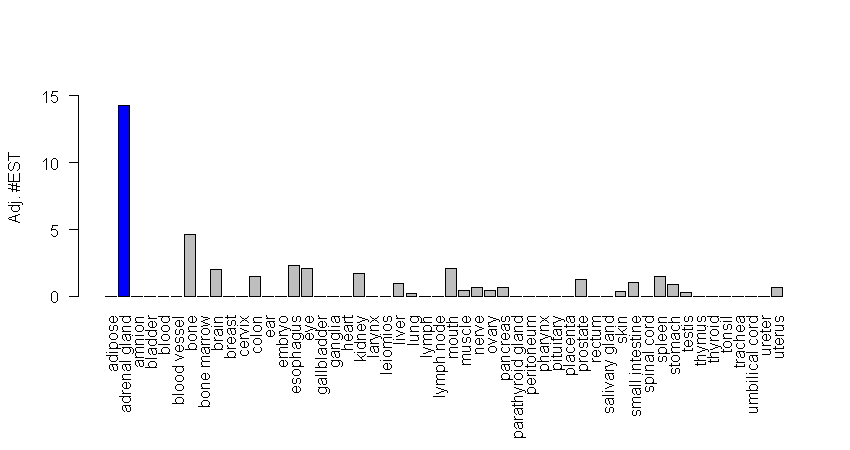 Adj. #EST
15
10
5
0
adipose
adrenal gland
amnion
bladder
blood
blood vessel
bone
bone marrow
brain
breast
cervix
colon
ear
embryo
esophagus
eye
gallbladder
ganglia
heart
kidney
larynx
leiomios
liver
lung
lymph
lymph node
mouth
muscle
nerve
ovary
pancreas
parathyroid gland
peritoneum
pharynx
pituitary
placenta
prostate
rectum
salivary gland
skin
small intestine
spinal cord
spleen
stomach
testis
thymus
thyroid
tonsil
trachea
umbilical cord
ureter
uterus